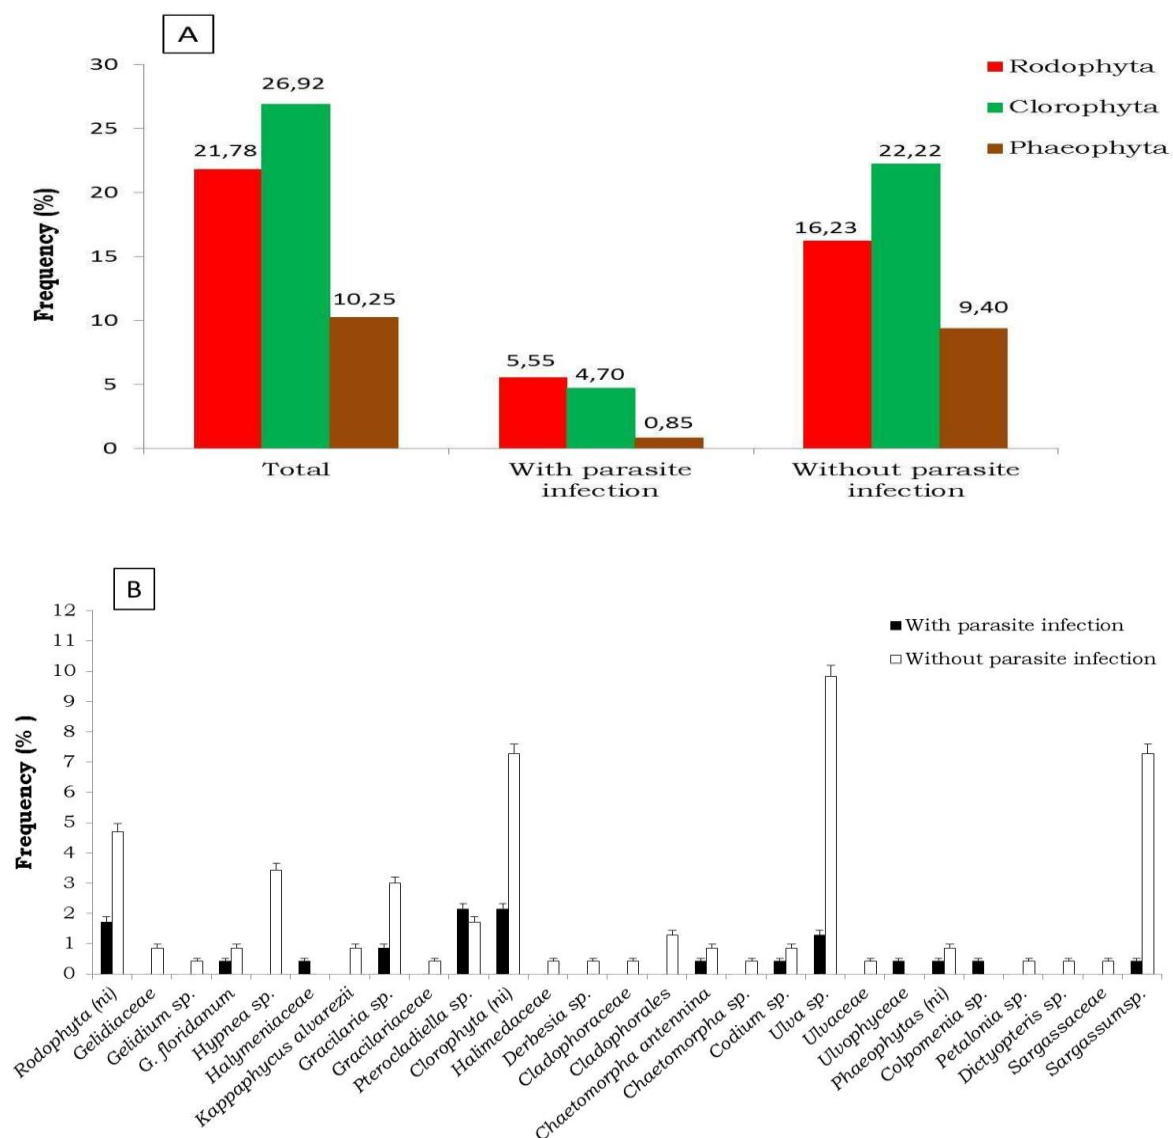 A
Frequency (%)
30
25
20
15
10
5
0
21,78
26,92
10,25
5,55
4,70
0,85
16,23
22,22
9,40
Total
With parasite
infection
Without parasite
infection
Rodophyta
Clorophyta
Phaeophyta
B
Frequency (% )
12
11
10
9
8
7
6
5
4
3
2
1
0
With parasite infection
Without parasite infection
Rodophyta (ni)
Gelidiaceae
Gelidium sp.
G. floridanum
Hypnea sp.
Halymeniaceae
Kappaphycus alvarezii
Gracilaria sp.
Gracilariaceae
Pterocladiella sp.
Clorophyta (ni)
Halimedaceae
Derbesia sp.
Cladophoraceae
Cladophorales
Chaetomorpha antennina
Chaetomorpha sp.
Codium sp.
Ulva sp.
Ulvaceae
Ulvophyceae
Phaeophytas (ni)
Colpomenia sp.
Petalonia sp.
Dictyopteris sp.
Sargassaceae
Sargassumsp.